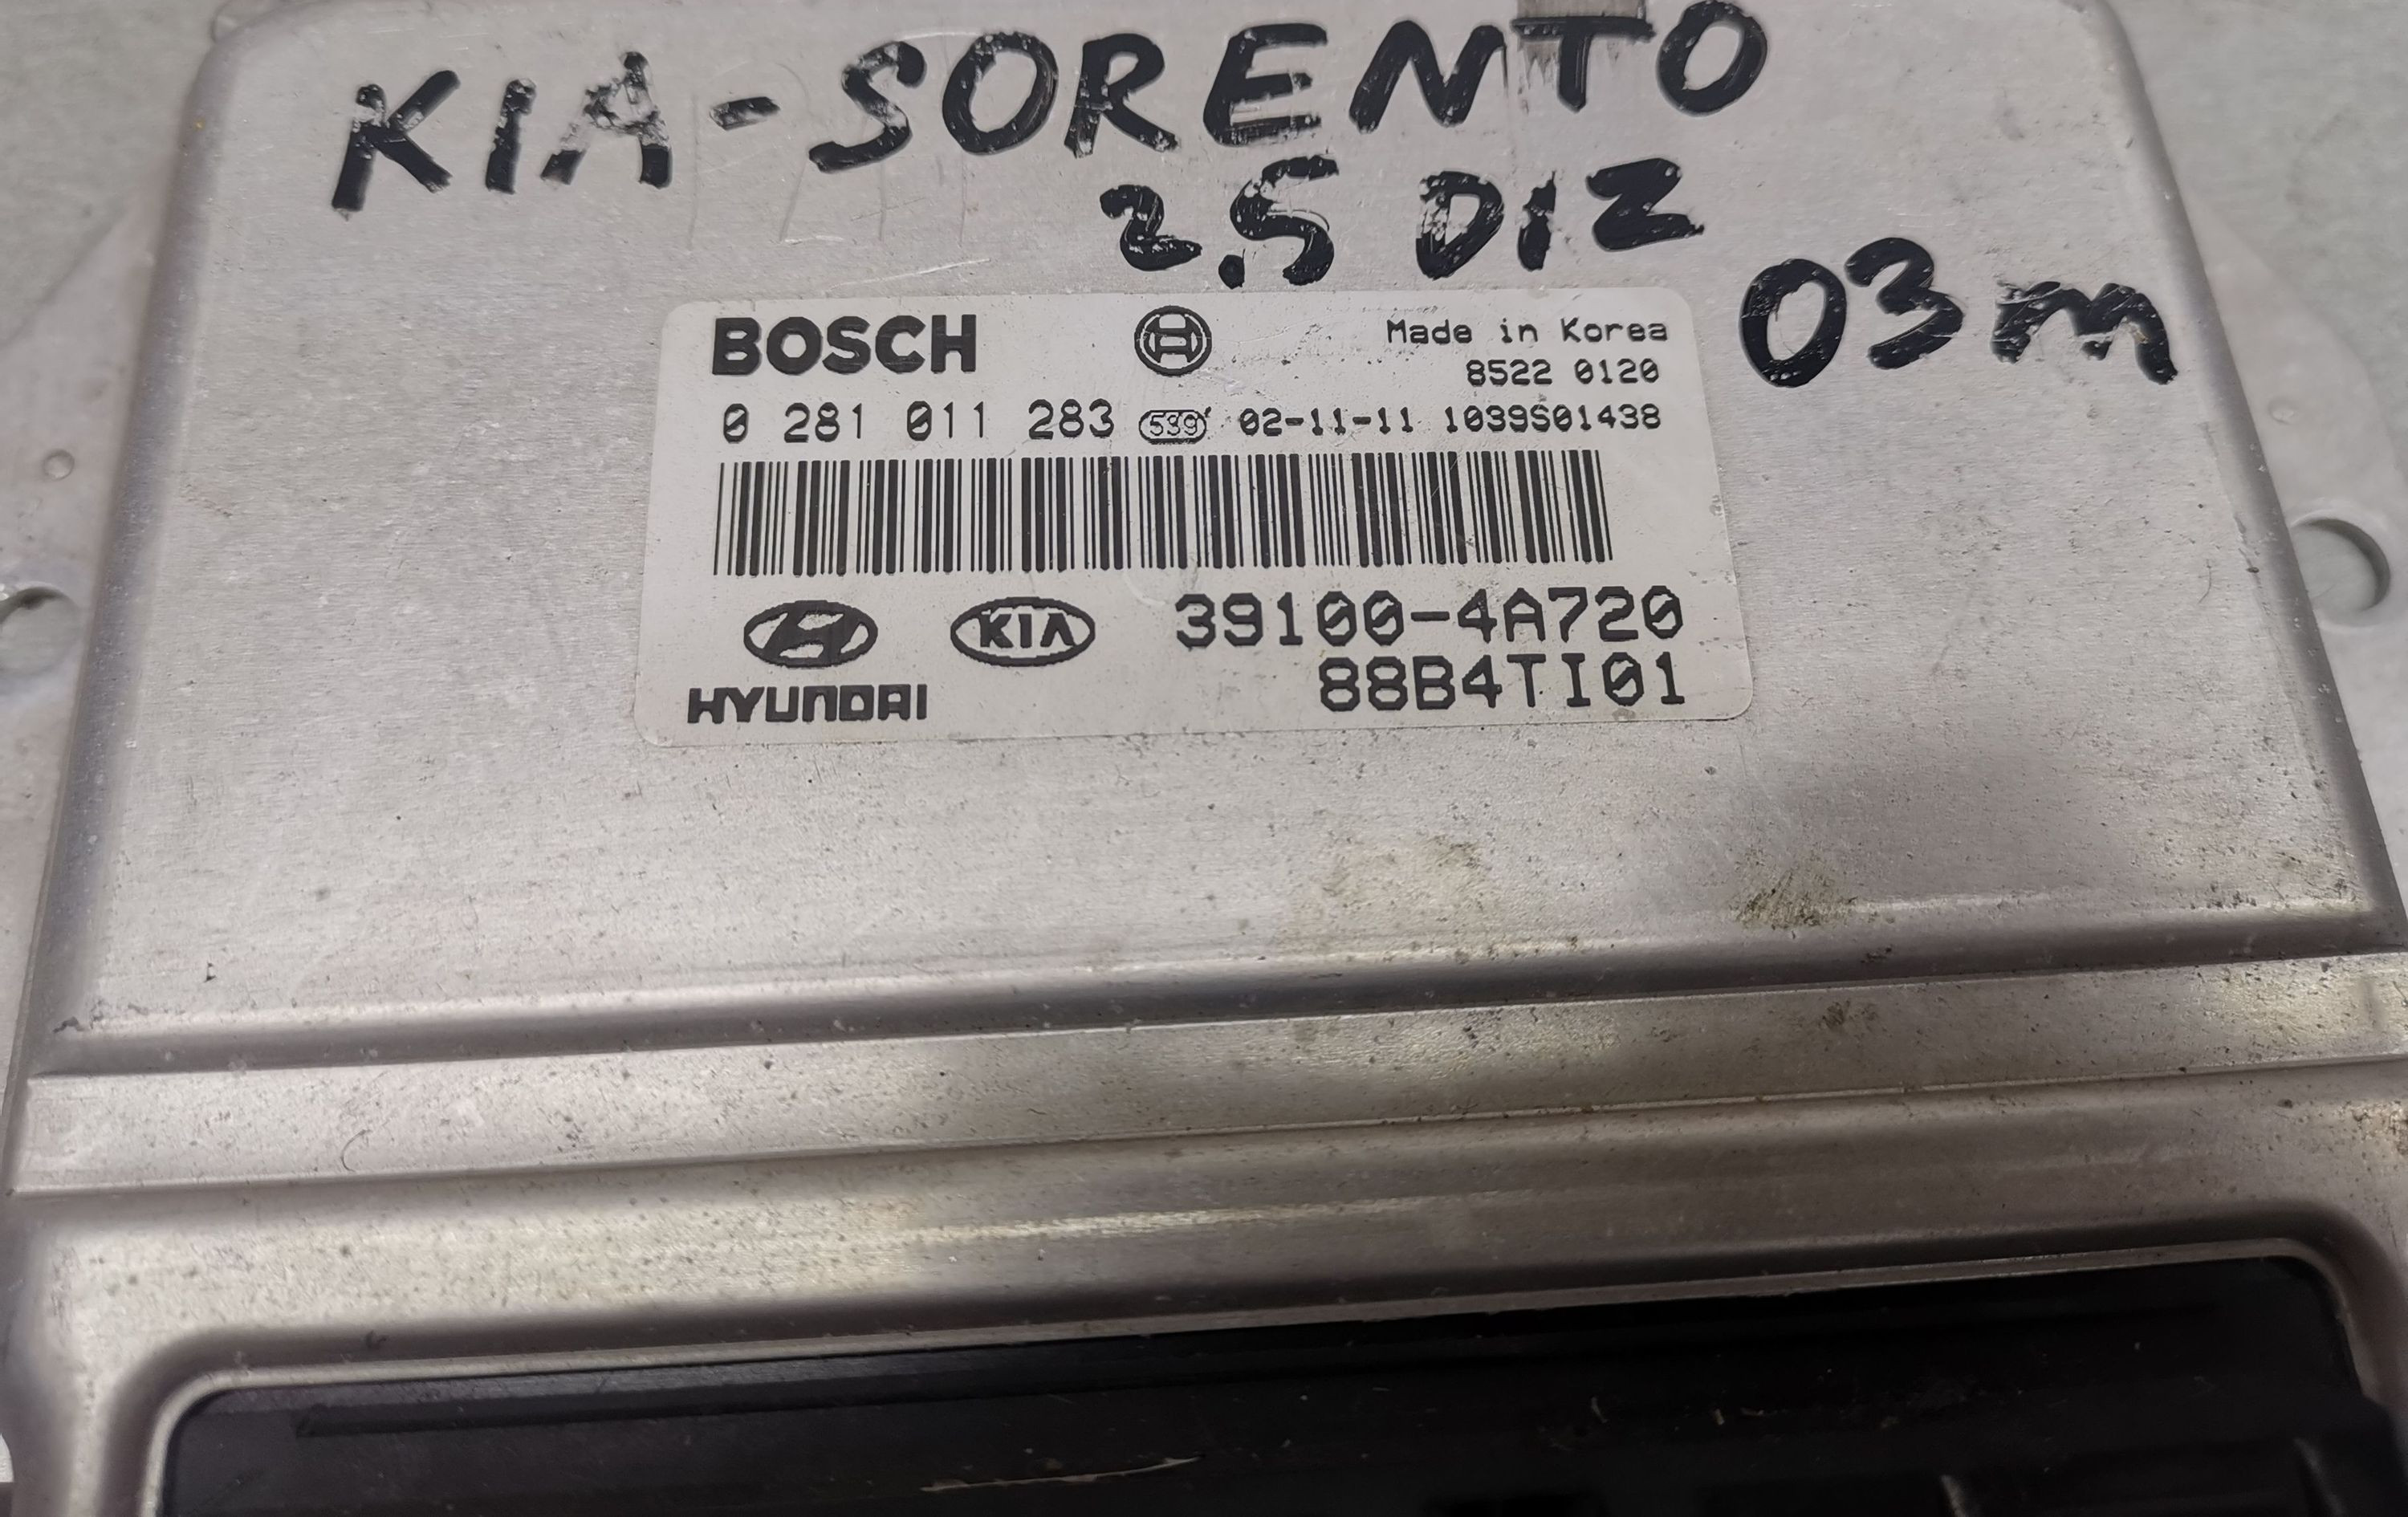 KIA-SORENTO
2.5 DIZ
03m
BOSCH
Made in Korea
8522 0120
0 281 011 283 539 02-11-11 1039S01438
KIA 39100-4A720
HYUNDAI 88B4TI01